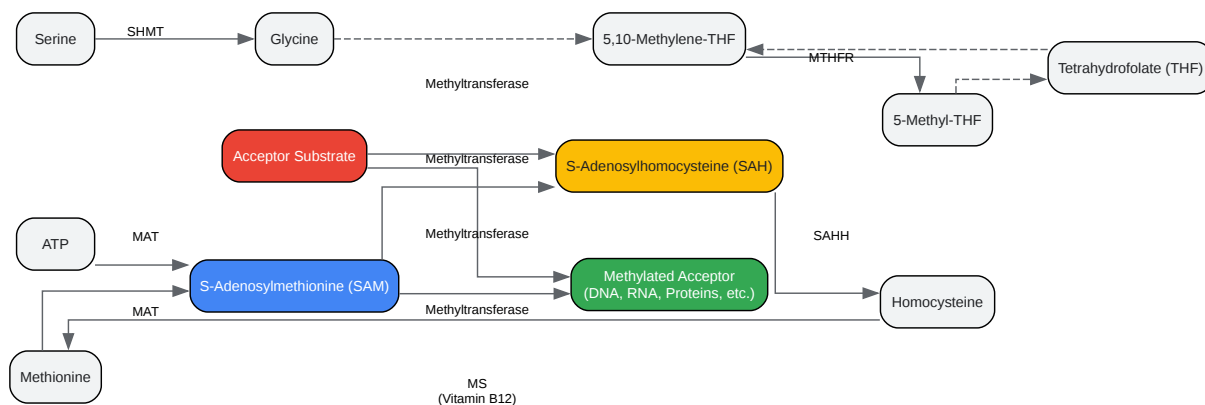 Serine
SHMT
Glycine
5,10-Methylene-THF
MTHFR
Tetrahydrofolate (THF)
Methyltransferase
5-Methyl-THF
Acceptor Substrate
Methyltransferase
S-Adenosylhomocysteine (SAH)
ATP
MAT
Methyltransferase
SAHH
S-Adenosylmethionine (SAM)
Methylated Acceptor
(DNA, RNA, Proteins, etc.)
Homocysteine
MAT
Methyltransferase
Methionine
MS
(Vitamin B12)